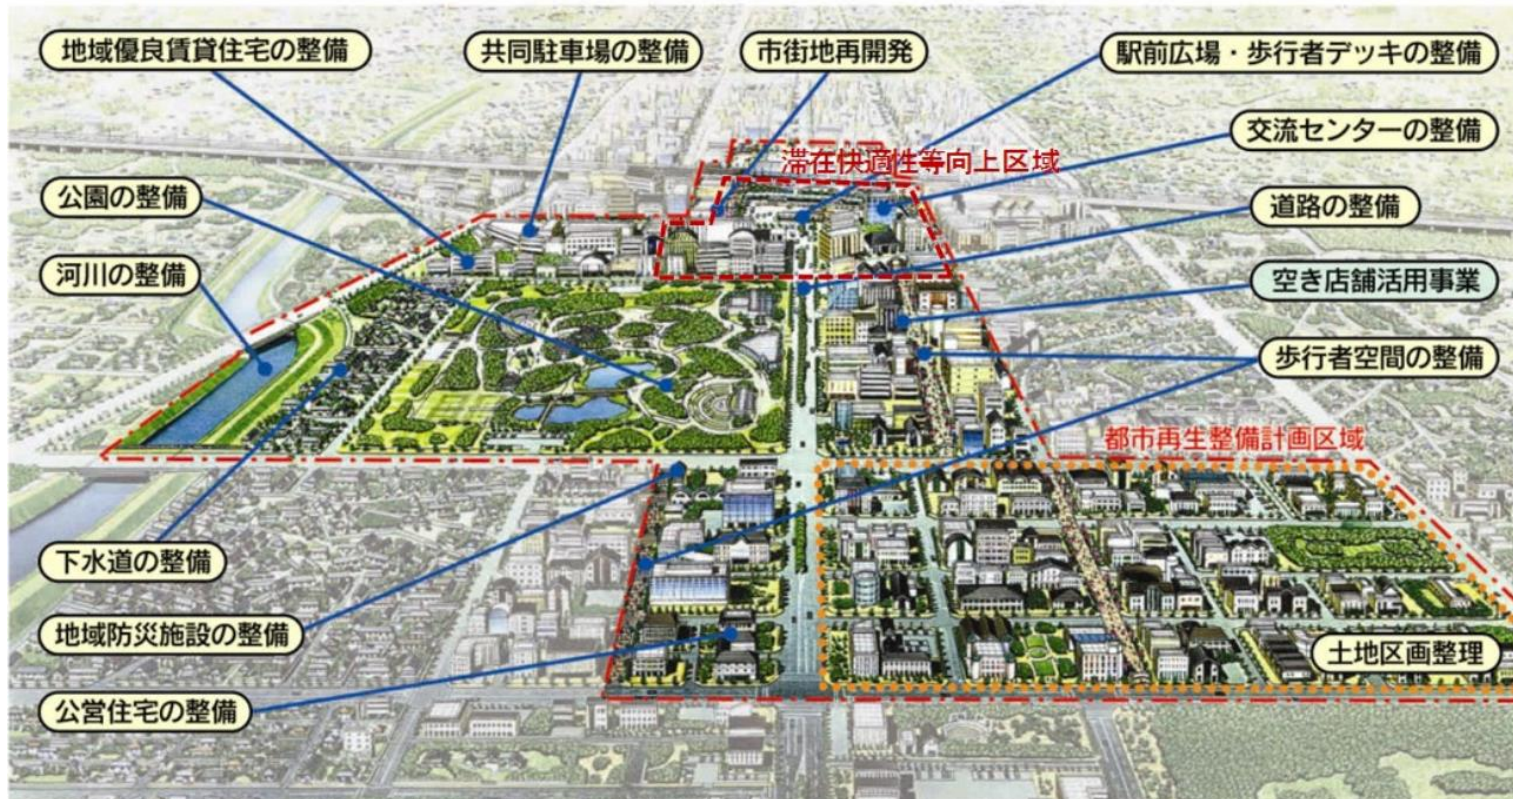 地域優良賃貸住宅の整備
共同駐車場の整備
市街地再開発
駅前広場・歩行者デッキの整備
交流センターの整備
滞在快適性等向上区域
公園の整備
道路の整備
河川の整備
空き店舗活用事業
歩行者空間の整備
都市再生整備計画区域
下水道の整備
地域防災施設の整備
土地区画整理
公営住宅の整備